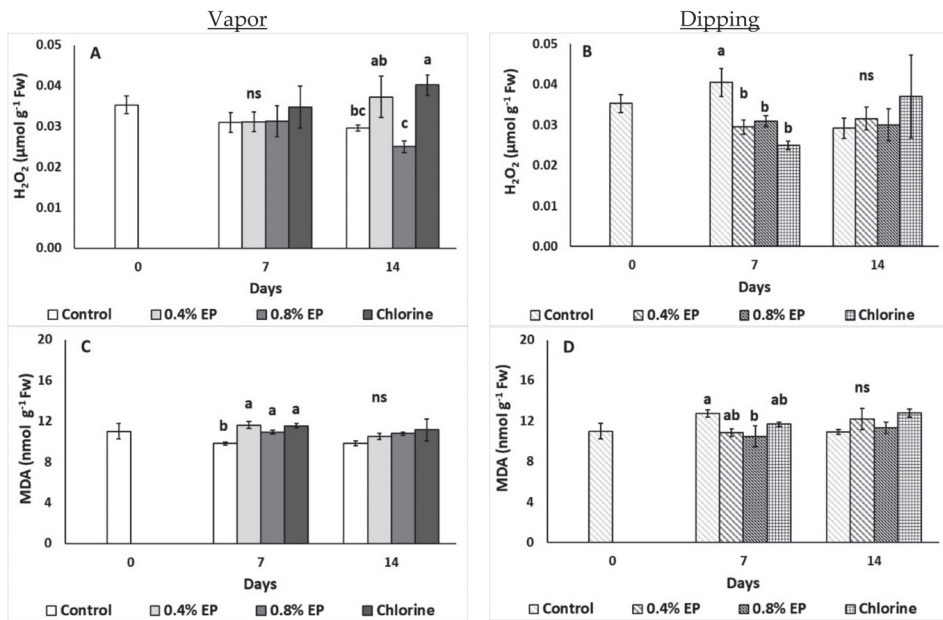 Vapor
Dipping
A
0.05
0.04
0.03
0.02
0.01
0.00
H₂O₂ (µmol g⁻¹ Fw)
ns
bc
ab
c
a
0
7
14
Days
Control
0.4% EP
0.8% EP
Chlorine
B
0.05
0.04
0.03
0.02
0.01
0.00
H₂O₂ (µmol g⁻¹ Fw)
a
b
b
b
ns
0
7
14
Days
Control
0.4% EP
0.8% EP
Chlorine
C
20
16
12
8
4
0
MDA (nmol g⁻¹ Fw)
b
a
a
a
ns
0
7
14
Days
Control
0.4% EP
0.8% EP
Chlorine
D
20
16
12
8
4
0
MDA (nmol g⁻¹ Fw)
a
ab
b
ab
ns
0
7
14
Days
Control
0.4% EP
0.8% EP
Chlorine